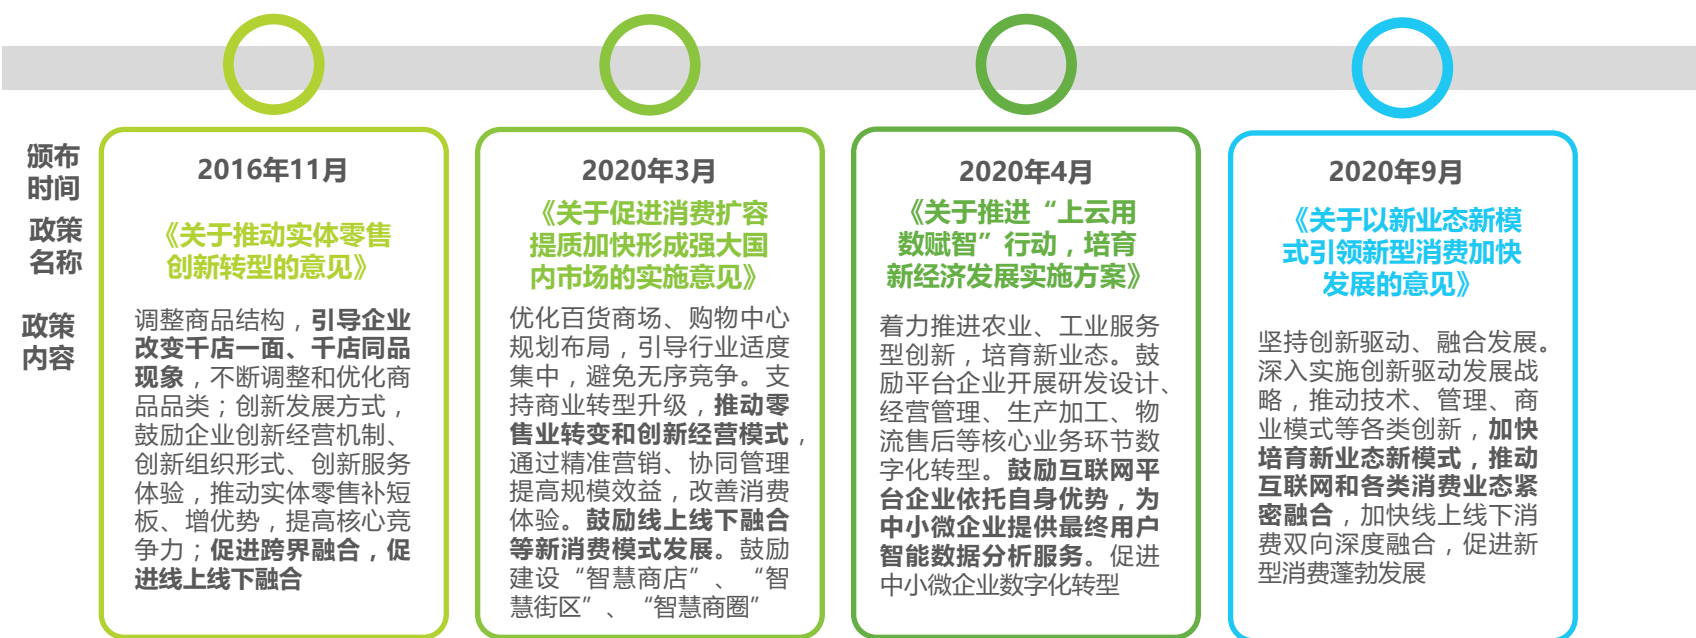 颁布
时间
政策
名称
政策
内容
2016年11月
《关于推动实体零售
创新转型的意见》
调整商品结构，引导企业
改变千店一面、千店同品
现象，不断调整和优化商
品品类；创新发展方式，
鼓励企业创新经营机制、
创新组织形式、创新服务
体验，推动实体零售补短
板、增优势，提高核心竞
争力；促进跨界融合，促
进线上线下融合
2020年3月
《关于促进消费扩容
提质加快形成强大国
内市场的实施意见》
优化百货商场、购物中心
规划布局，引导行业适度
集中，避免无序竞争。支
持商业转型升级，推动零
售业转变和创新经营模式，
通过精准营销、协同管理
提高规模效益，改善消费
体验。鼓励线上线下融合
等新消费模式发展。鼓励
建设“智慧商店”、“智
慧街区”、“智慧商圈”
2020年4月
《关于推进“上云用
数赋智”行动，培育
新经济发展实施方案》
着力推进农业、工业服务
型创新，培育新业态。鼓
励平台企业开展研发设计、
经营管理、生产加工、物
流售后等核心业务环节数
字化转型。鼓励互联网平
台企业依托自身优势，为
中小微企业提供最终用户
智能数据分析服务。促进
中小微企业数字化转型
2020年9月
《关于以新业态新模
式引领新型消费加快
发展的意见》
坚持创新驱动、融合发展。
深入实施创新驱动发展战
略，推动技术、管理、商
业模式等各类创新，加快
培育新业态新模式，推动
互联网和各类消费业态紧
密融合，加快线上线下消
费双向深度融合，促进新
型消费蓬勃发展